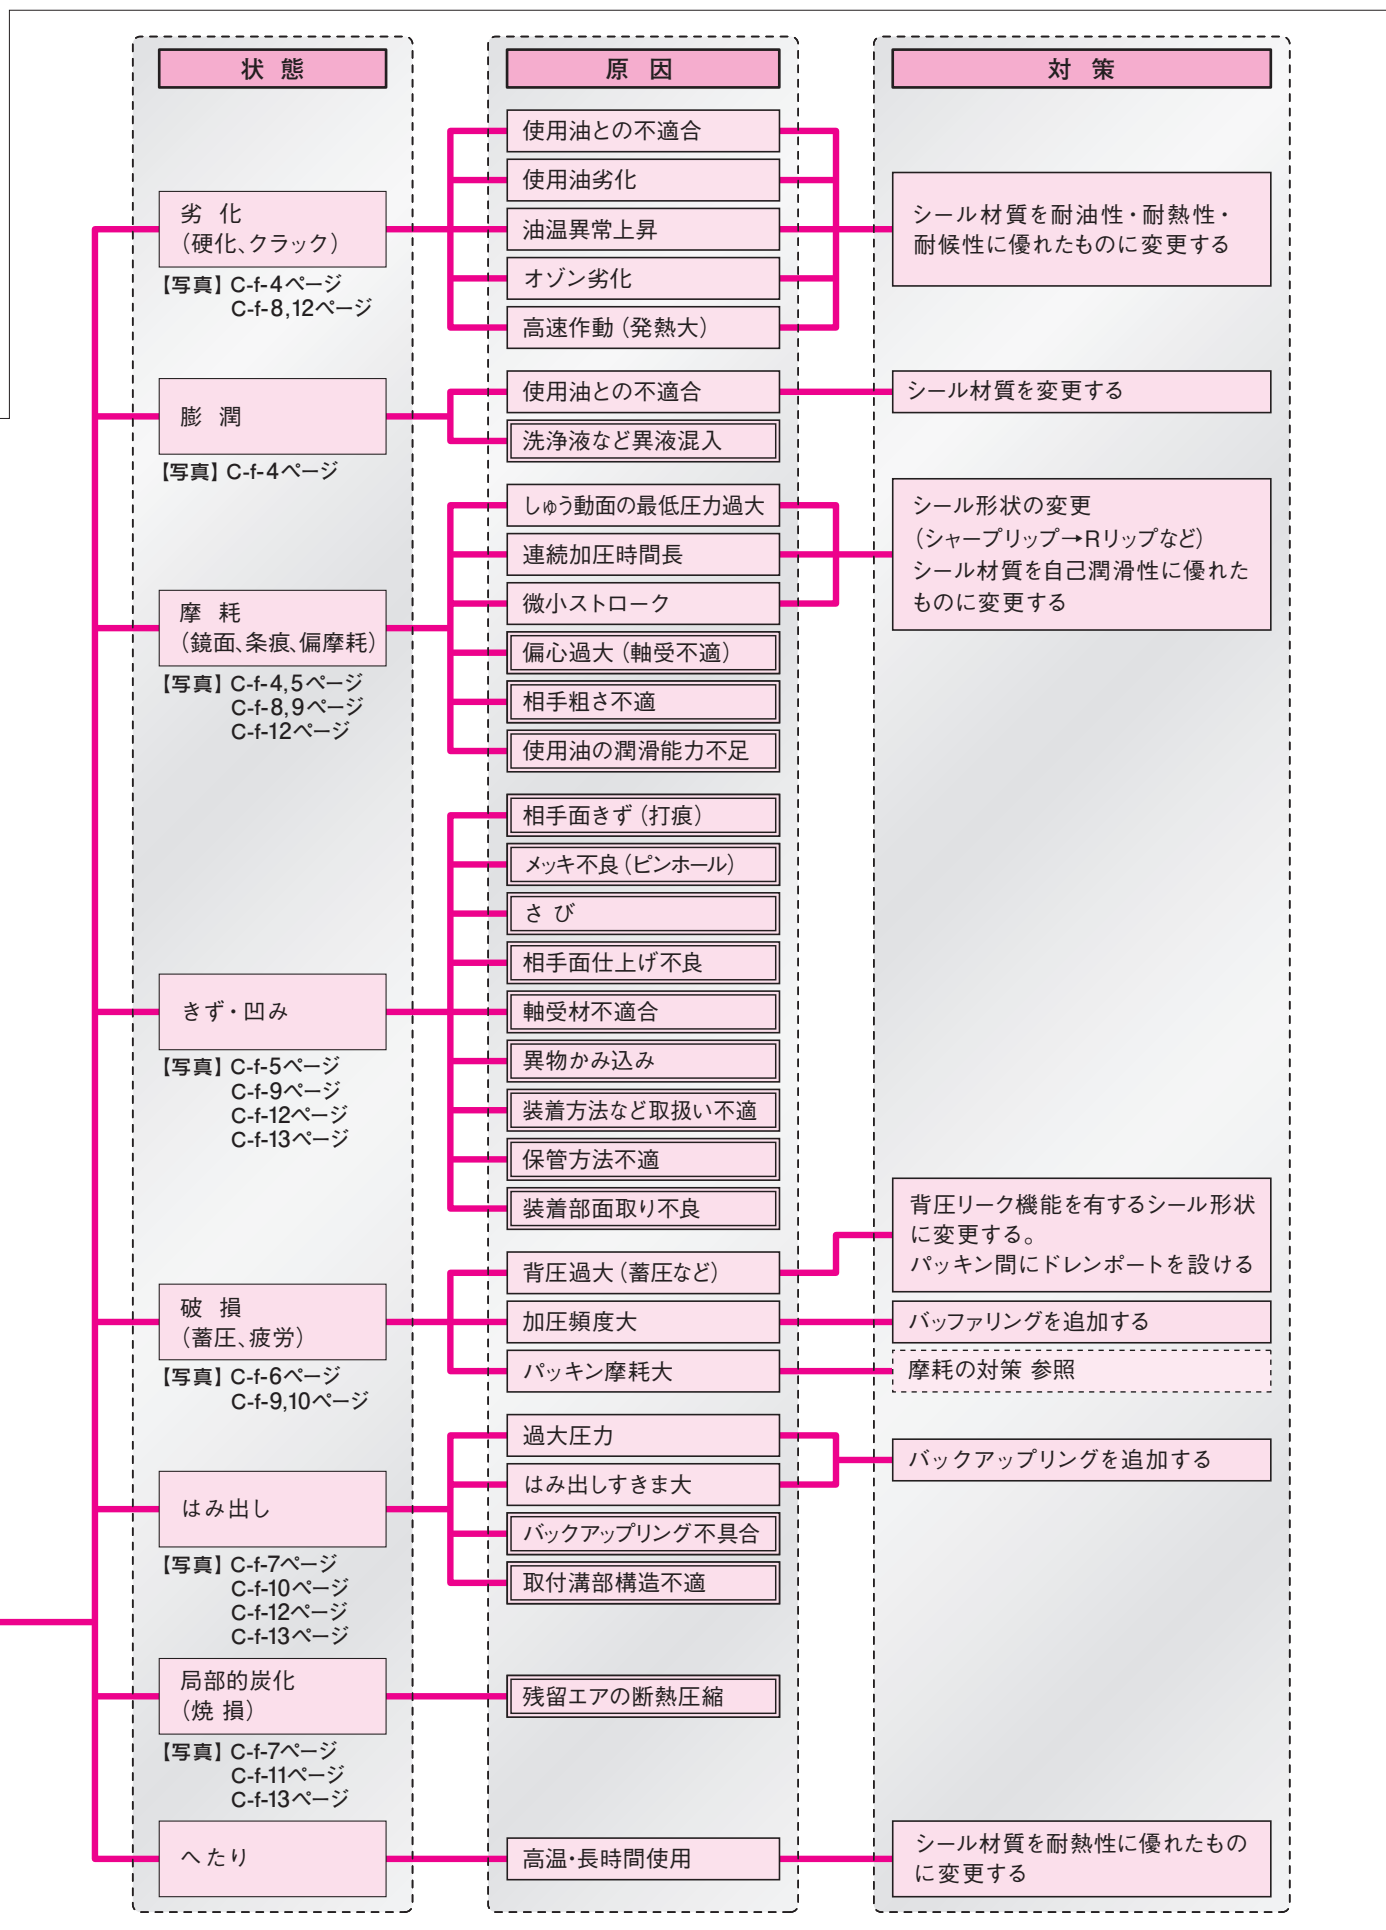 状態
原因
対策
劣化
（硬化、クラック）
【写真】C-f-4ページ
C-f-8,12ページ
使用油との不適合
使用油劣化
油温異常上昇
オゾン劣化
高速作動（発熱大）
シール材質を耐油性・耐熱性・
耐候性に優れたものに変更する
膨潤
【写真】C-f-4ページ
使用油との不適合
洗浄液など異液混入
シール材質を変更する
摩耗
（鏡面、条痕、偏摩耗）
【写真】C-f-4,5ページ
C-f-8,9ページ
C-f-12ページ
しゅう動面の最低圧力過大
連続加圧時間長
微小ストローク
偏心過大（軸受不適）
相手粗さ不適
使用油の潤滑能力不足
シール形状の変更
（シャープリップ→Rリップなど）
シール材質を自己潤滑性に優れた
ものに変更する
きず・凹み
【写真】C-f-5ページ
C-f-9ページ
C-f-12ページ
C-f-13ページ
相手面きず（打痕）
メッキ不良（ピンホール）
さび
相手面仕上げ不良
軸受材不適合
異物かみ込み
装着方法など取扱い不適
保管方法不適
装着部面取り不良
破損
（蓄圧、疲労）
【写真】C-f-6ページ
C-f-9,10ページ
背圧過大（蓄圧など）
加圧頻度大
パッキン摩耗大
背圧リーク機能を有するシール形状
に変更する。
パッキン間にドレンポートを設ける
バッファリングを追加する
摩耗の対策 参照
はみ出し
【写真】C-f-7ページ
C-f-10ページ
C-f-12ページ
C-f-13ページ
過大圧力
はみ出しすきま大
バックアップリング不具合
取付溝部構造不適
バックアップリングを追加する
局部的炭化
（焼損）
【写真】C-f-7ページ
C-f-11ページ
C-f-13ページ
残留エアの断熱圧縮
へたり
高温・長時間使用
シール材質を耐熱性に優れたもの
に変更する